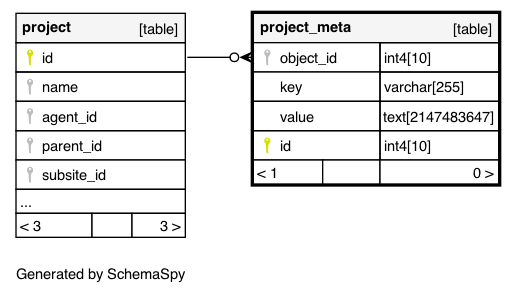 project [table]
id
name
agent_id
parent_id
subsite_id
...
< 3 3 >
project_meta [table]
object_id int4[10]
key varchar[255]
value text[2147483647]
id int4[10]
< 1 0 >
Generated by SchemaSpy